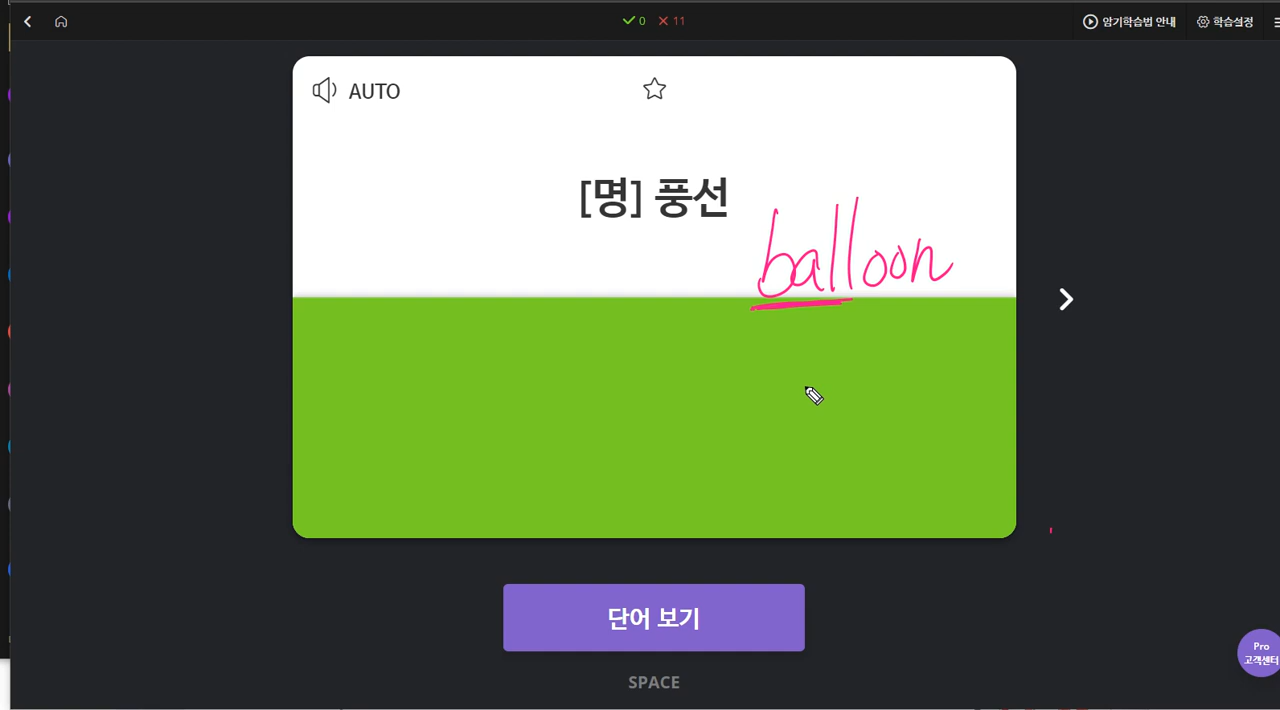 0 11 암기학습법 안내 학습설정
AUTO
[명] 풍선
balloon
단어 보기
SPACE
Pro
고객센터